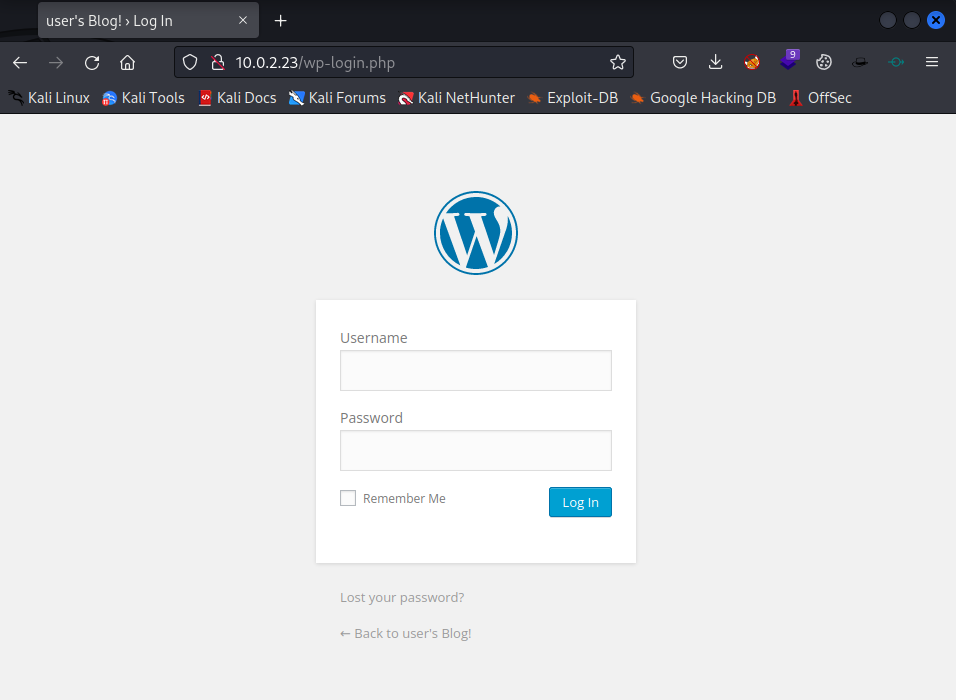 user's Blog! › Log In
10.0.2.23/wp-login.php
9
Kali Linux Kali Tools Kali Docs Kali Forums Kali NetHunter Exploit-DB Google Hacking DB OffSec
W
Username
Password
Remember Me Log In
Lost your password?
← Back to user's Blog!